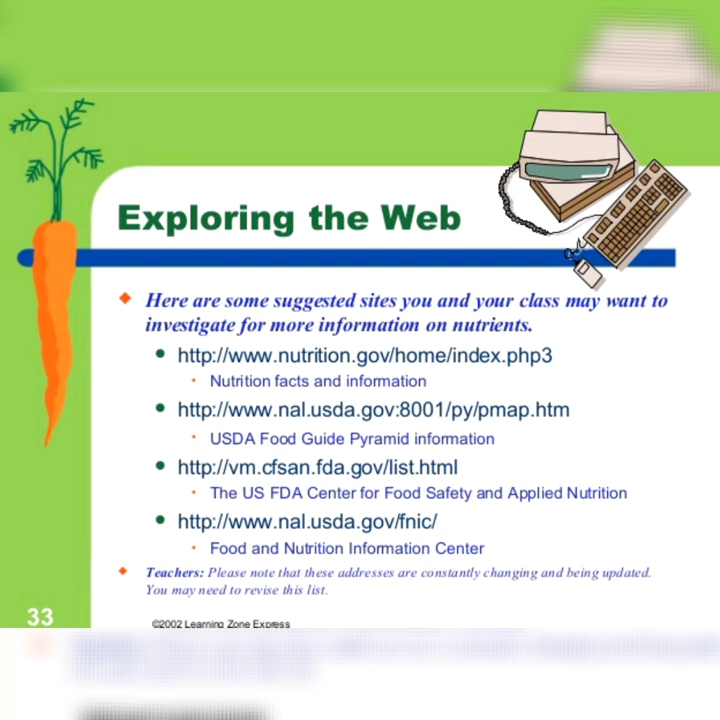 Exploring the Web
Here are some suggested sites you and your class may want to
investigate for more information on nutrients.
http://www.nutrition.gov/home/index.php3
Nutrition facts and information
http://www.nal.usda.gov:8001/py/pmap.htm
USDA Food Guide Pyramid information
http://vm.cfsan.fda.gov/list.html
The US FDA Center for Food Safety and Applied Nutrition
http://www.nal.usda.gov/fnic/
Food and Nutrition Information Center
Teachers: Please note that these addresses are constantly changing and being updated.
You may need to revise this list.
33
©2002 Learning Zone Express